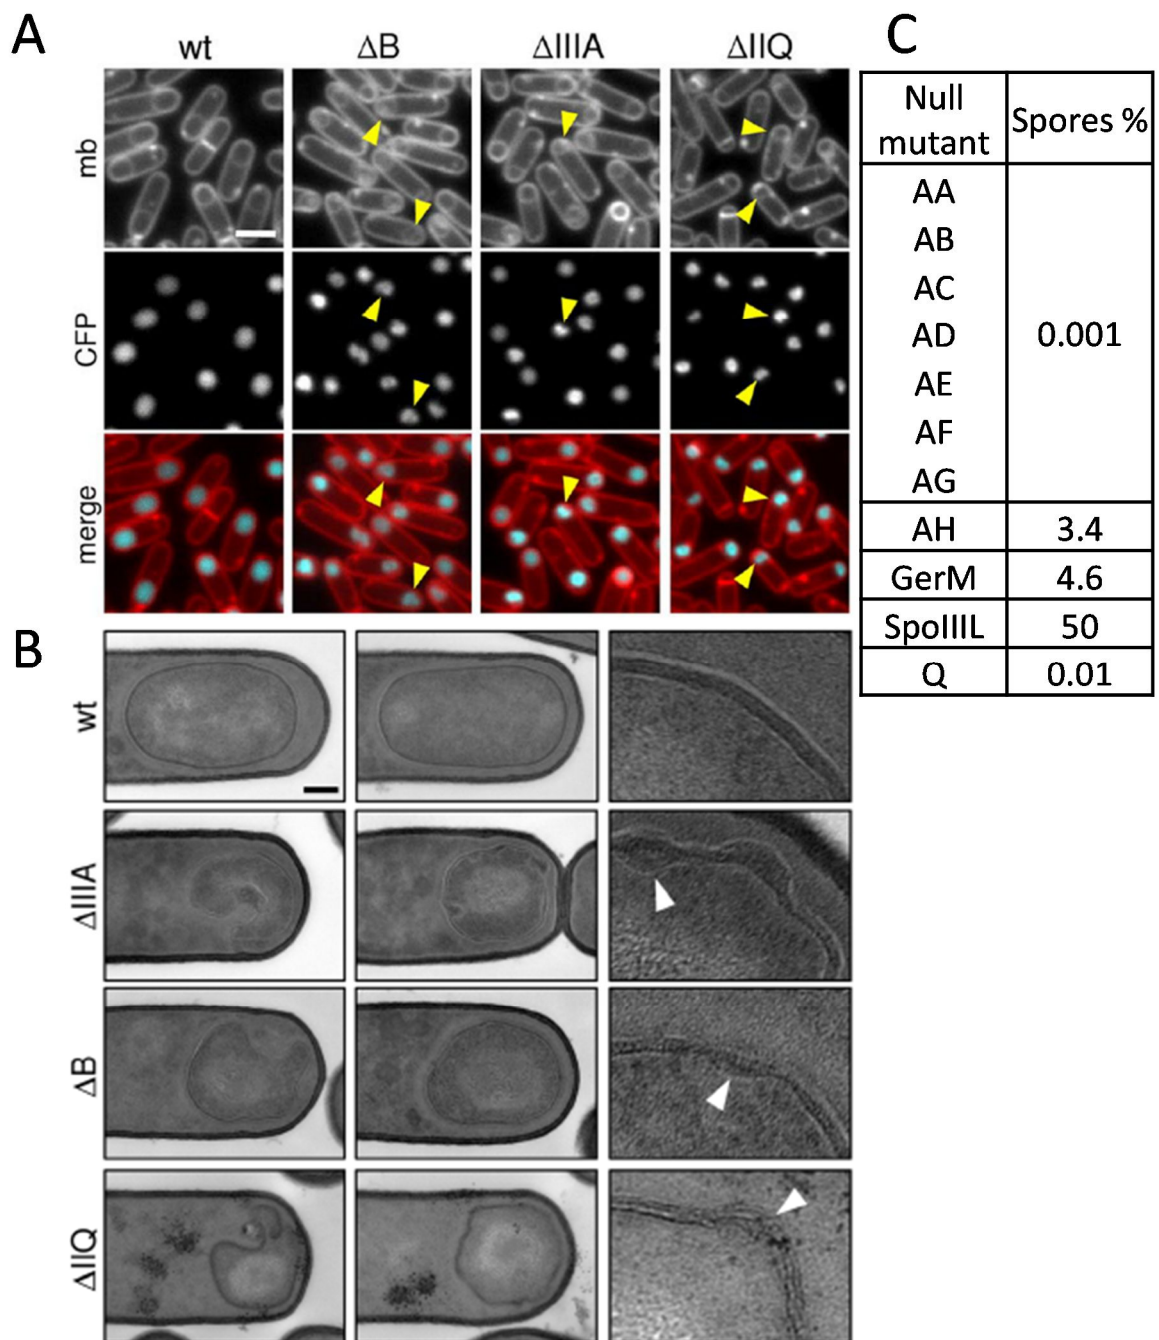 A
wt
ΔB
ΔIIIA
ΔIIQ
mb
CFP
merge
B
wt
ΔIIIA
ΔB
ΔIIQ
C
Null mutant
Spores %
AA
AB
AC
AD
AE
AF
AG
0.001
AH
3.4
GerM
4.6
SpoIIIL
50
Q
0.01